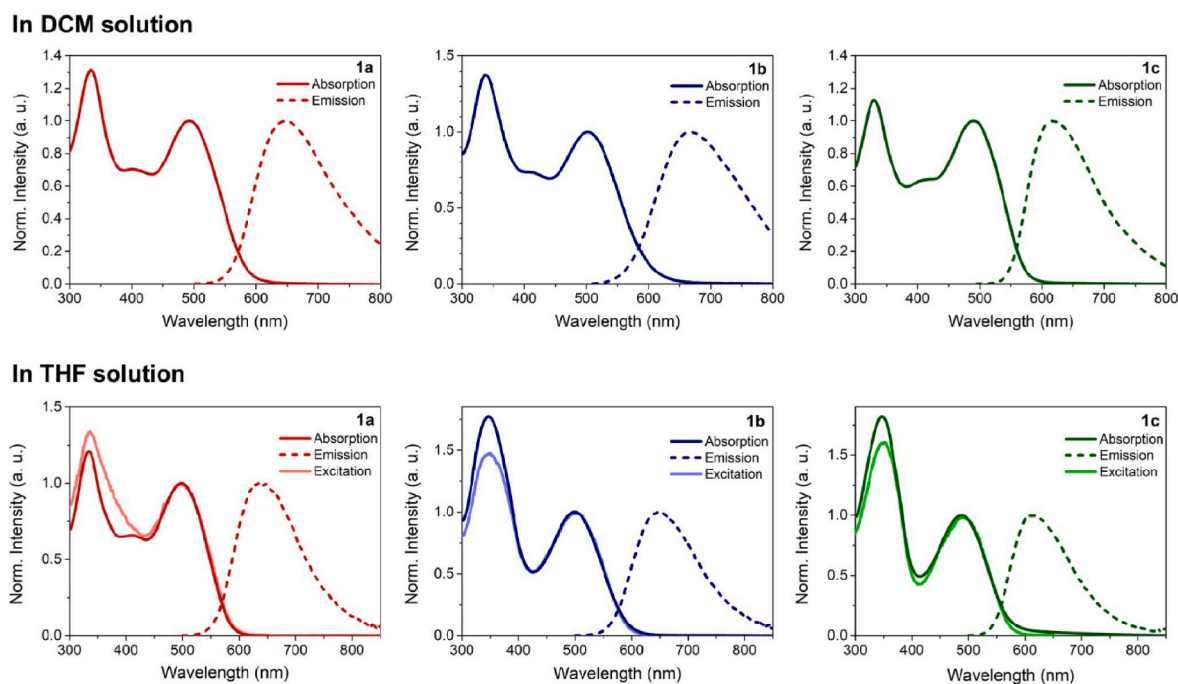 In DCM solution
1a
Absorption
Emission
Norm. Intensity (a. u.)
1.4
1.2
1.0
0.8
0.6
0.4
0.2
0.0
300 400 500 600 700 800
Wavelength (nm)
1b
Absorption
Emission
Norm. Intensity (a. u.)
1.5
1.0
0.5
0.0
300 400 500 600 700 800
Wavelength (nm)
1c
Absorption
Emission
Norm. Intensity (a. u.)
1.4
1.2
1.0
0.8
0.6
0.4
0.2
0.0
300 400 500 600 700 800
Wavelength (nm)
In THF solution
1a
Absorption
Emission
Excitation
Norm. Intensity (a. u.)
1.5
1.0
0.5
0.0
300 400 500 600 700 800
Wavelength (nm)
1b
Absorption
Emission
Excitation
Norm. Intensity (a. u.)
1.5
1.0
0.5
0.0
300 400 500 600 700 800
Wavelength (nm)
1c
Absorption
Emission
Excitation
Norm. Intensity (a. u.)
1.5
1.0
0.5
0.0
300 400 500 600 700 800
Wavelength (nm)